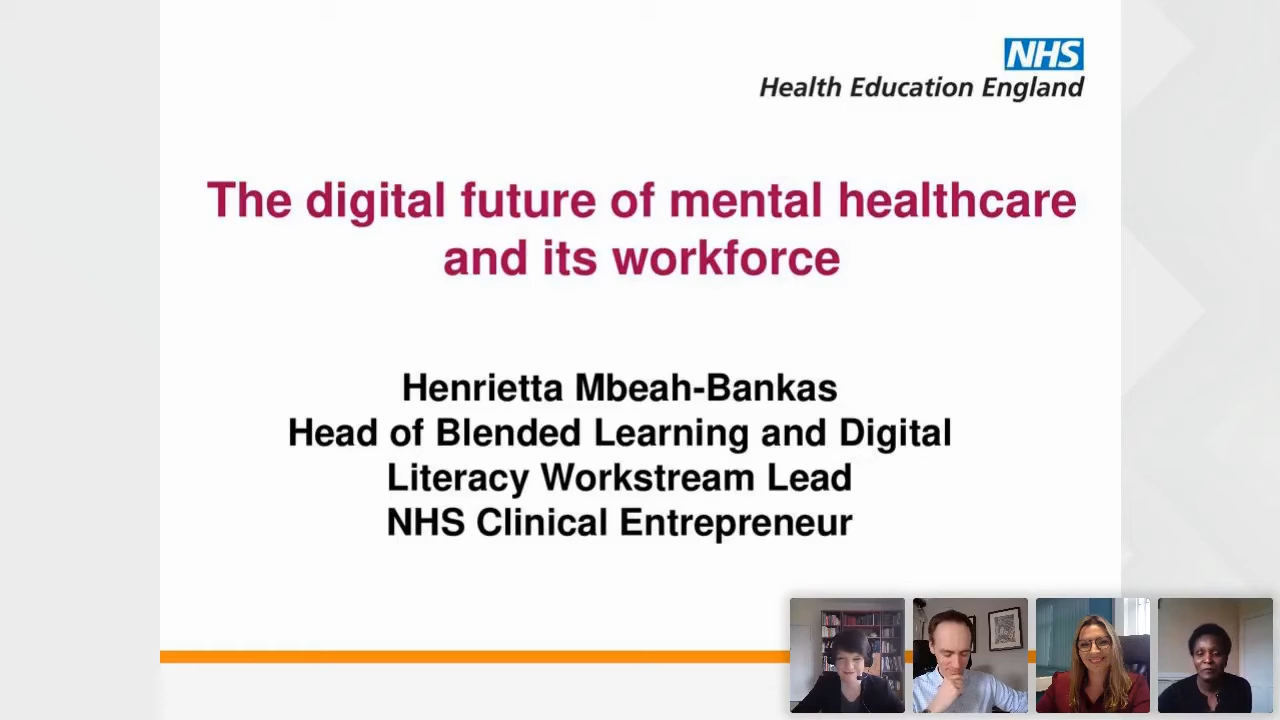 NHS
Health Education England
The digital future of mental healthcare
and its workforce
Henrietta Mbeah-Bankas
Head of Blended Learning and Digital
Literacy Workstream Lead
NHS Clinical Entrepreneur